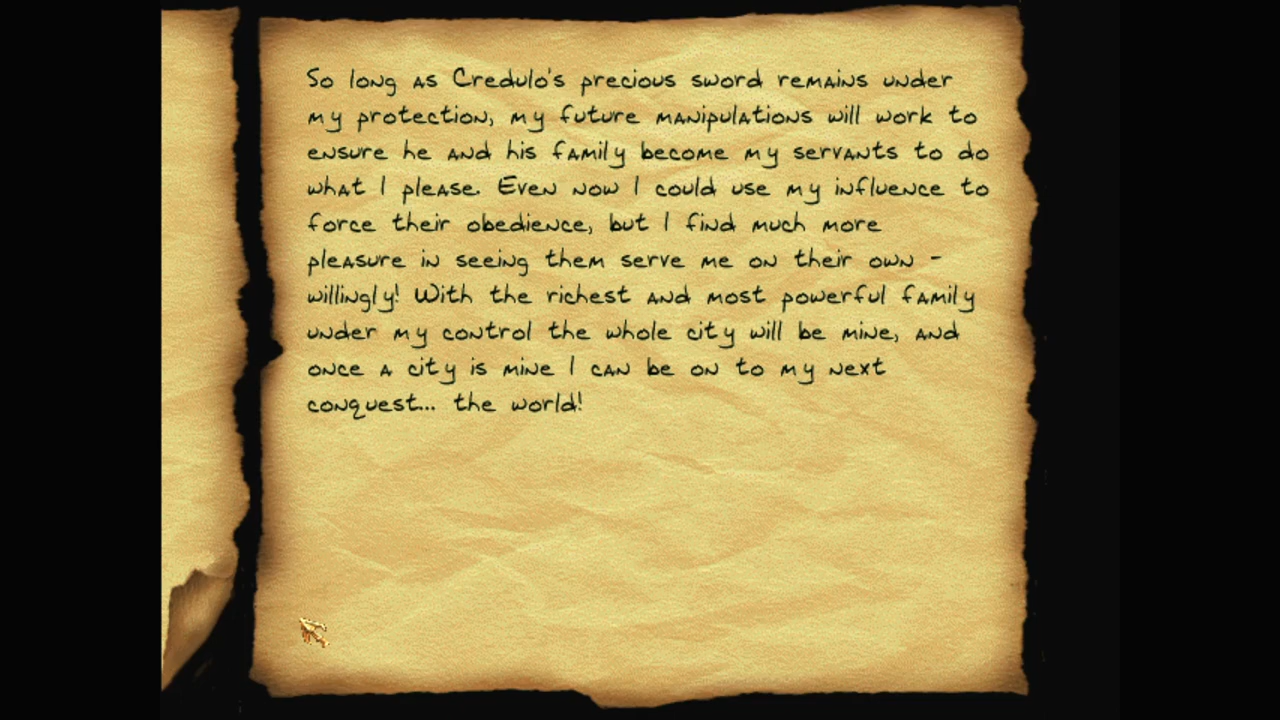 So long as Credulo's precious sword remains under
my protection, my future manipulations will work to
ensure he and his family become my servants to do
what I please. Even now I could use my influence to
force their obedience, but I find much more
pleasure in seeing them serve me on their own -
willingly! With the richest and most powerful family
under my control the whole city will be mine, and
once a city is mine I can be on to my next
conquest... the world!